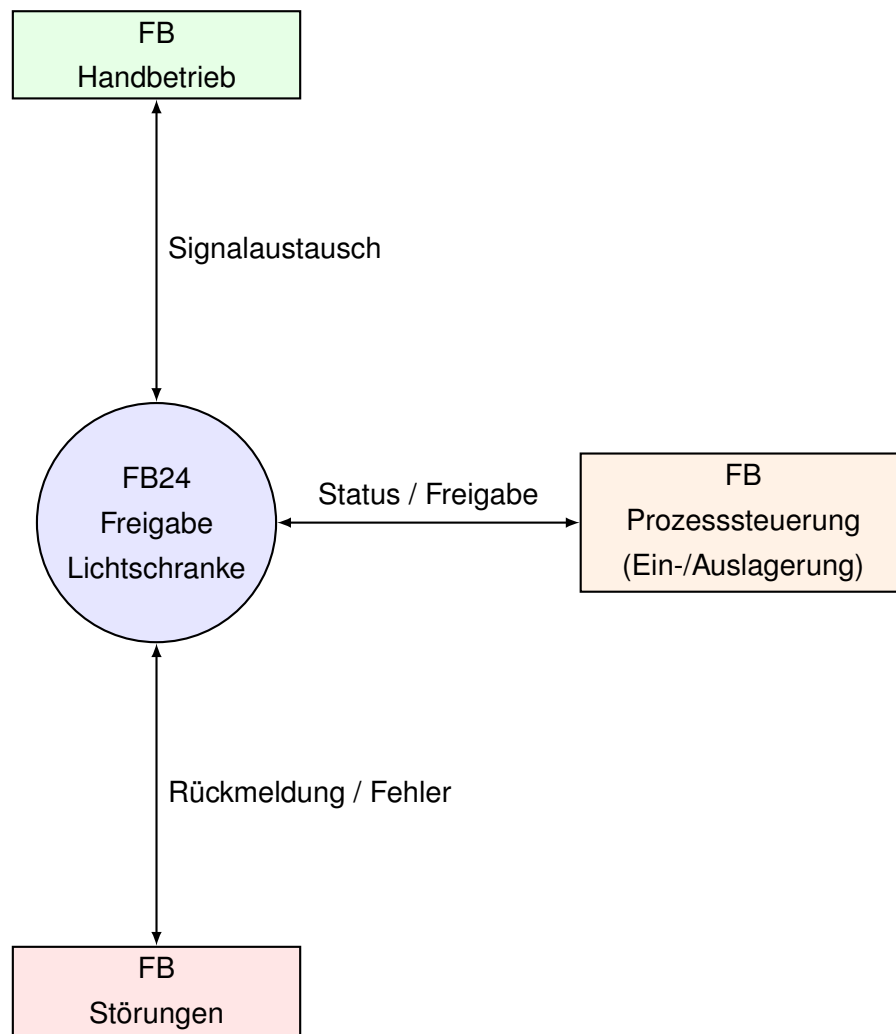 FB
Handbetrieb
Signalaustausch
FB24
Freigabe
Lichtschranke
Status / Freigabe
FB
Prozesssteuerung
(Ein-/Auslagerung)
Rückmeldung / Fehler
FB
Störungen